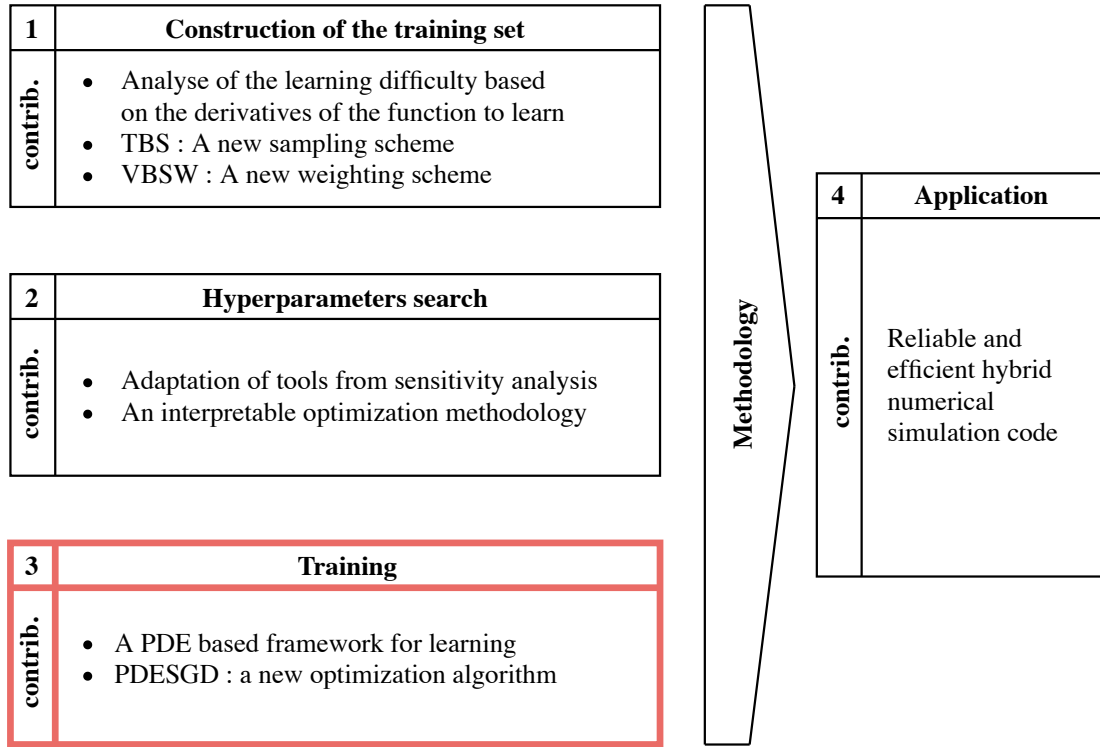 1 Construction of the training set
contrib.
• Analyse of the learning difficulty based
on the derivatives of the function to learn
• TBS : A new sampling scheme
• VBSW : A new weighting scheme
2 Hyperparameters search
contrib.
• Adaptation of tools from sensitivity analysis
• An interpretable optimization methodology
3 Training
contrib.
• A PDE based framework for learning
• PDESGD : a new optimization algorithm
Methodology
4 Application
contrib.
Reliable and
efficient hybrid
numerical
simulation code